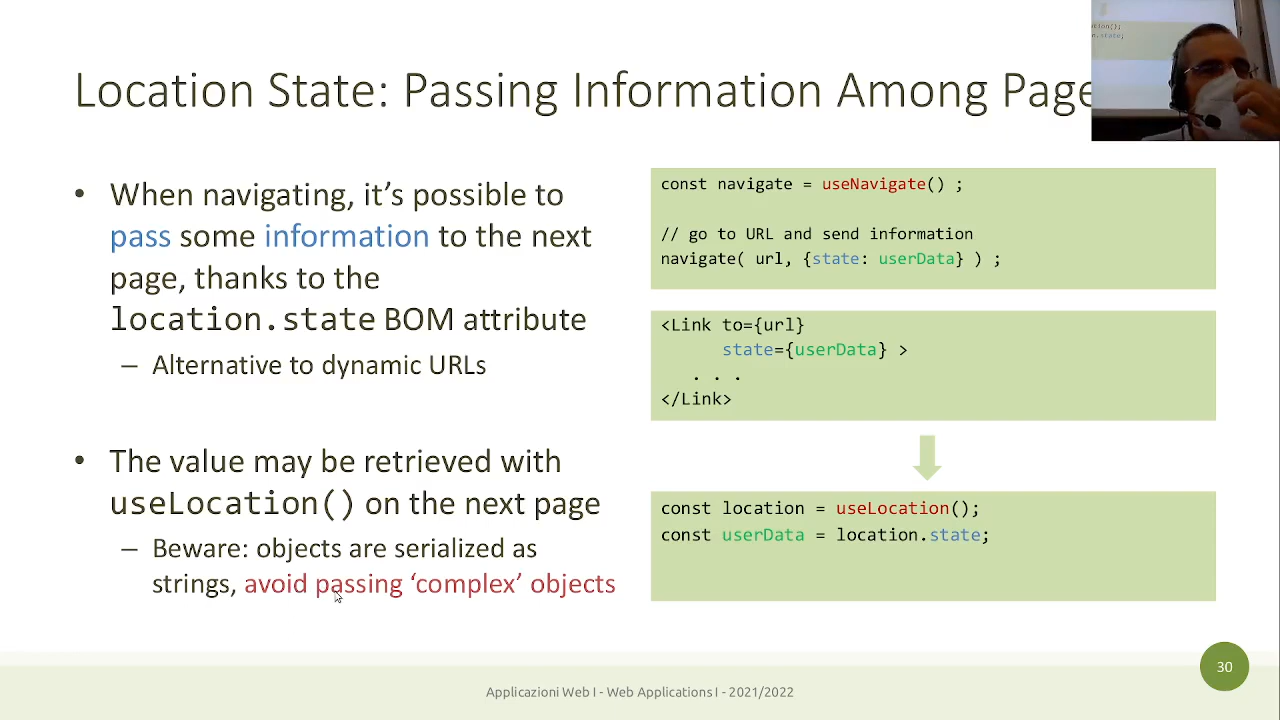 Location State: Passing Information Among Page
• When navigating, it’s possible to
pass some information to the next
page, thanks to the
location.state BOM attribute
– Alternative to dynamic URLs
• The value may be retrieved with
useLocation() on the next page
– Beware: objects are serialized as
strings, avoid passing ‘complex’ objects
const navigate = useNavigate() ;
// go to URL and send information
navigate( url, {state: userData} ) ;
<Link to={url}
state={userData} >
. . .
</Link>
const location = useLocation();
const userData = location.state;
30
Applicazioni Web I - Web Applications I - 2021/2022